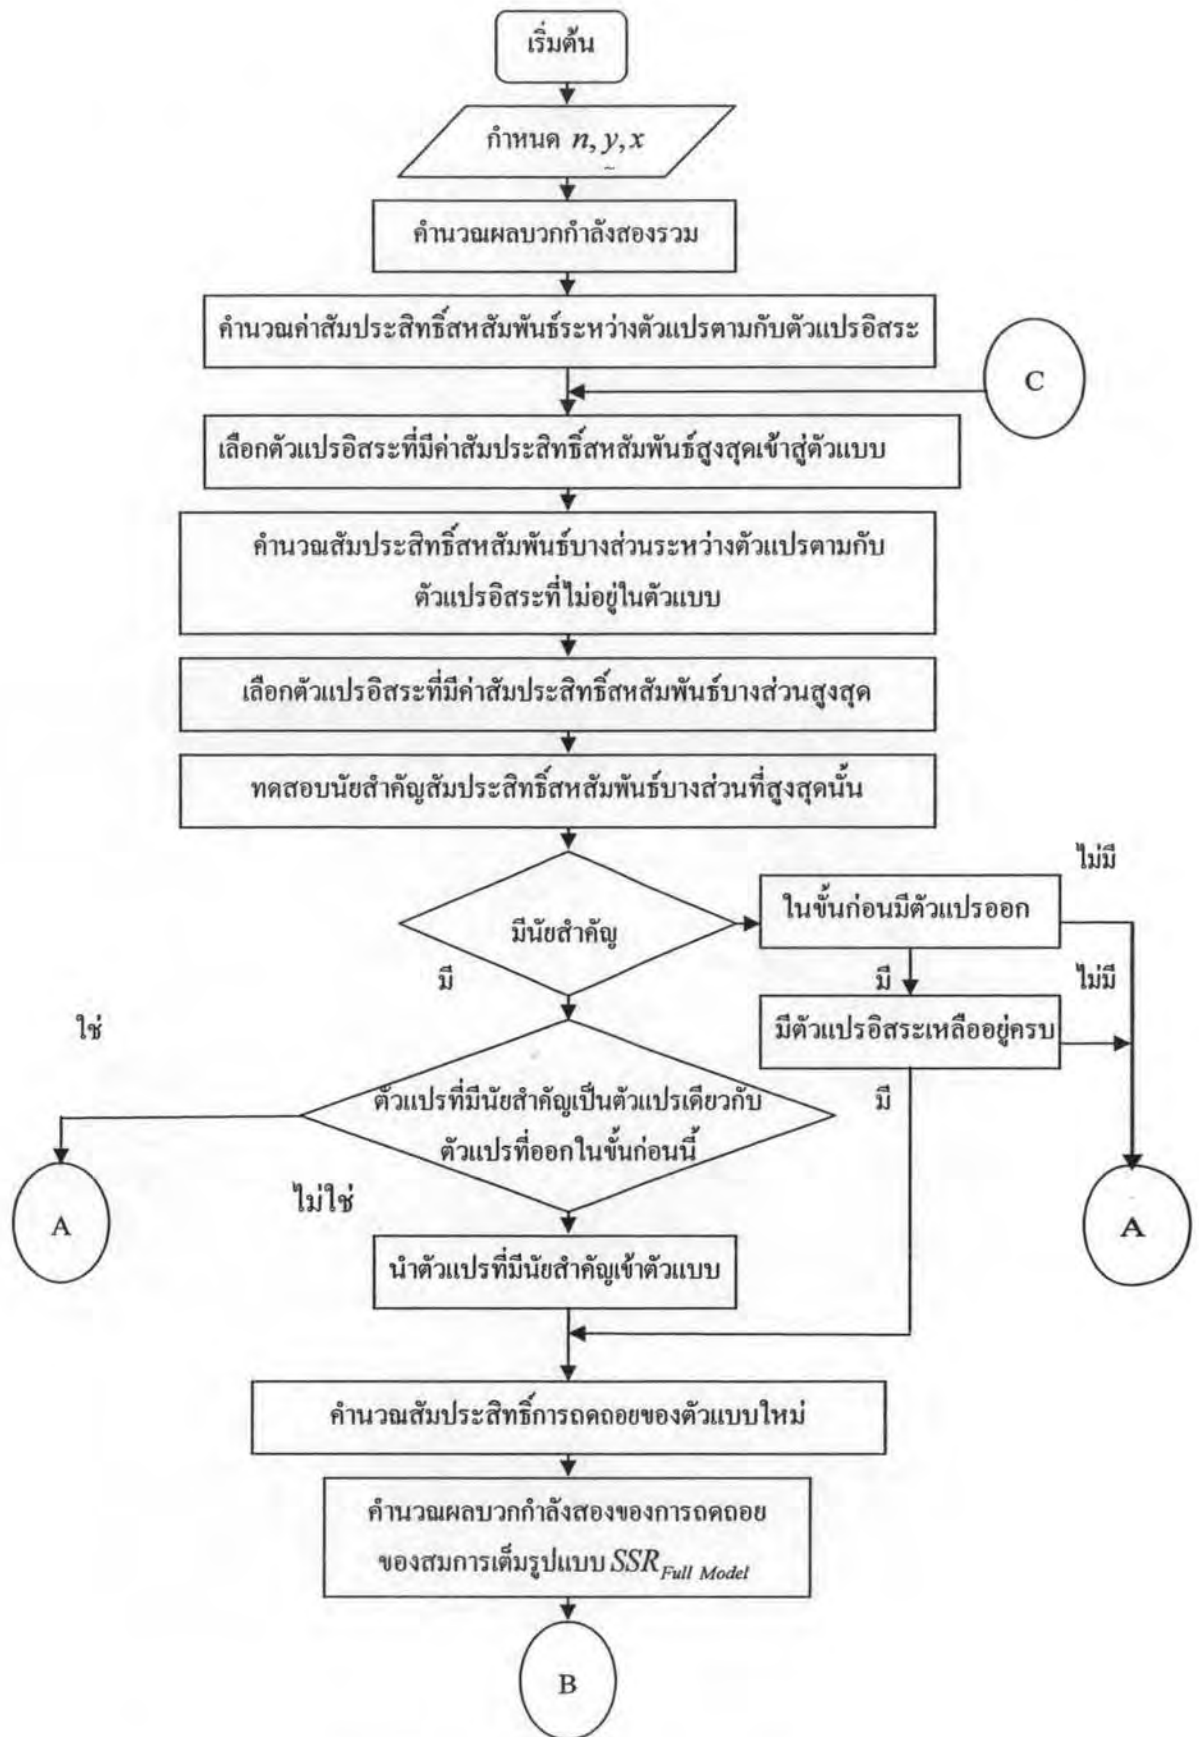 เริ่มต้น
กำหนด n, y, x
~
คำนวณผลบวกกำลังสองรวม
คำนวณค่าสัมประสิทธิ์สหสัมพันธ์ระหว่างตัวแปรตามกับตัวแปรอิสระ
C
เลือกตัวแปรอิสระที่มีค่าสัมประสิทธิ์สหสัมพันธ์สูงสุดเข้าสู่ตัวแบบ
คำนวณสัมประสิทธิ์สหสัมพันธ์บางส่วนระหว่างตัวแปรตามกับ
ตัวแปรอิสระที่ไม่อยู่ในตัวแบบ
เลือกตัวแปรอิสระที่มีค่าสัมประสิทธิ์สหสัมพันธ์บางส่วนสูงสุด
ทดสอบนัยสำคัญสัมประสิทธิ์สหสัมพันธ์บางส่วนที่สูงสุดนั้น
ไม่มี
ในขั้นก่อนมีตัวแปรออก
มีนัยสำคัญ
มี
มี
ไม่มี
ใช่
มีตัวแปรอิสระเหลืออยู่ครบ
ตัวแปรที่มีนัยสำคัญเป็นตัวแปรเดียวกับ
มี
ตัวแปรที่ออกในขั้นก่อนนี้
ไม่ใช่
A
A
นำตัวแปรที่มีนัยสำคัญเข้าตัวแบบ
คำนวณสัมประสิทธิ์การถดถอยของตัวแบบใหม่
คำนวณผลบวกกำลังสองของการถดถอย
ของสมการเต็มรูปแบบ SSR Full Model
B